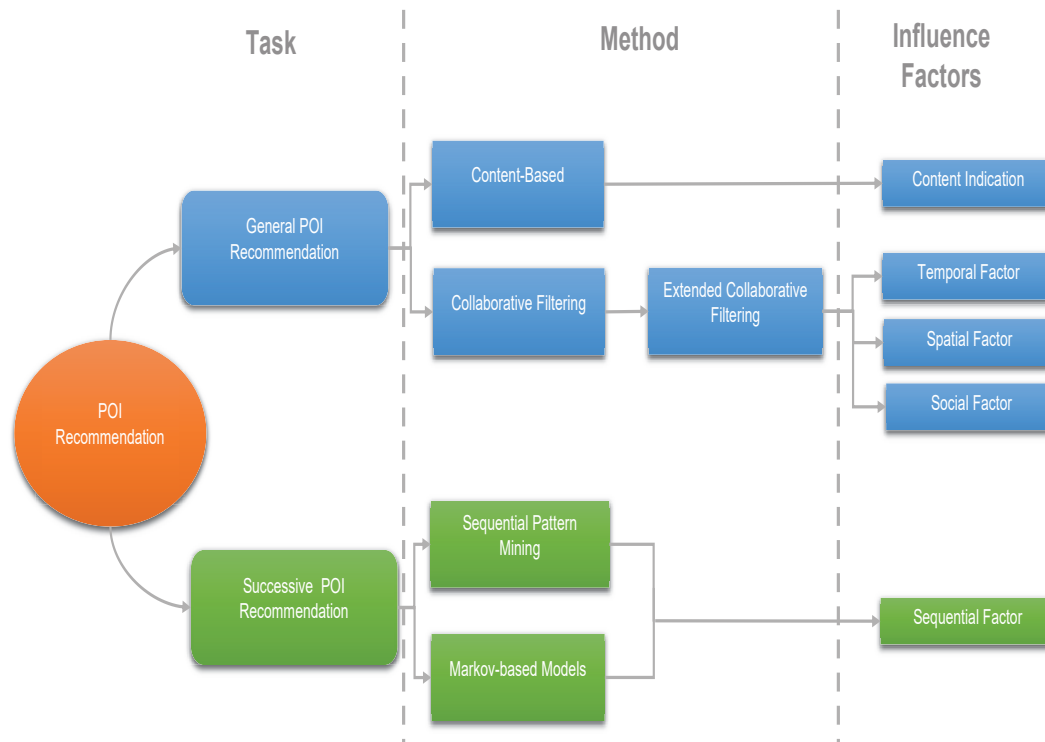 Task
Method
Influence
Factors
Content-Based
Content Indication
General POI
Recommendation
Collaborative Filtering
Extended Collaborative
Filtering
Temporal Factor
Spatial Factor
Social Factor
POI
Recommendation
Sequential Pattern
Mining
Successive POI
Recommendation
Sequential Factor
Markov-based Models